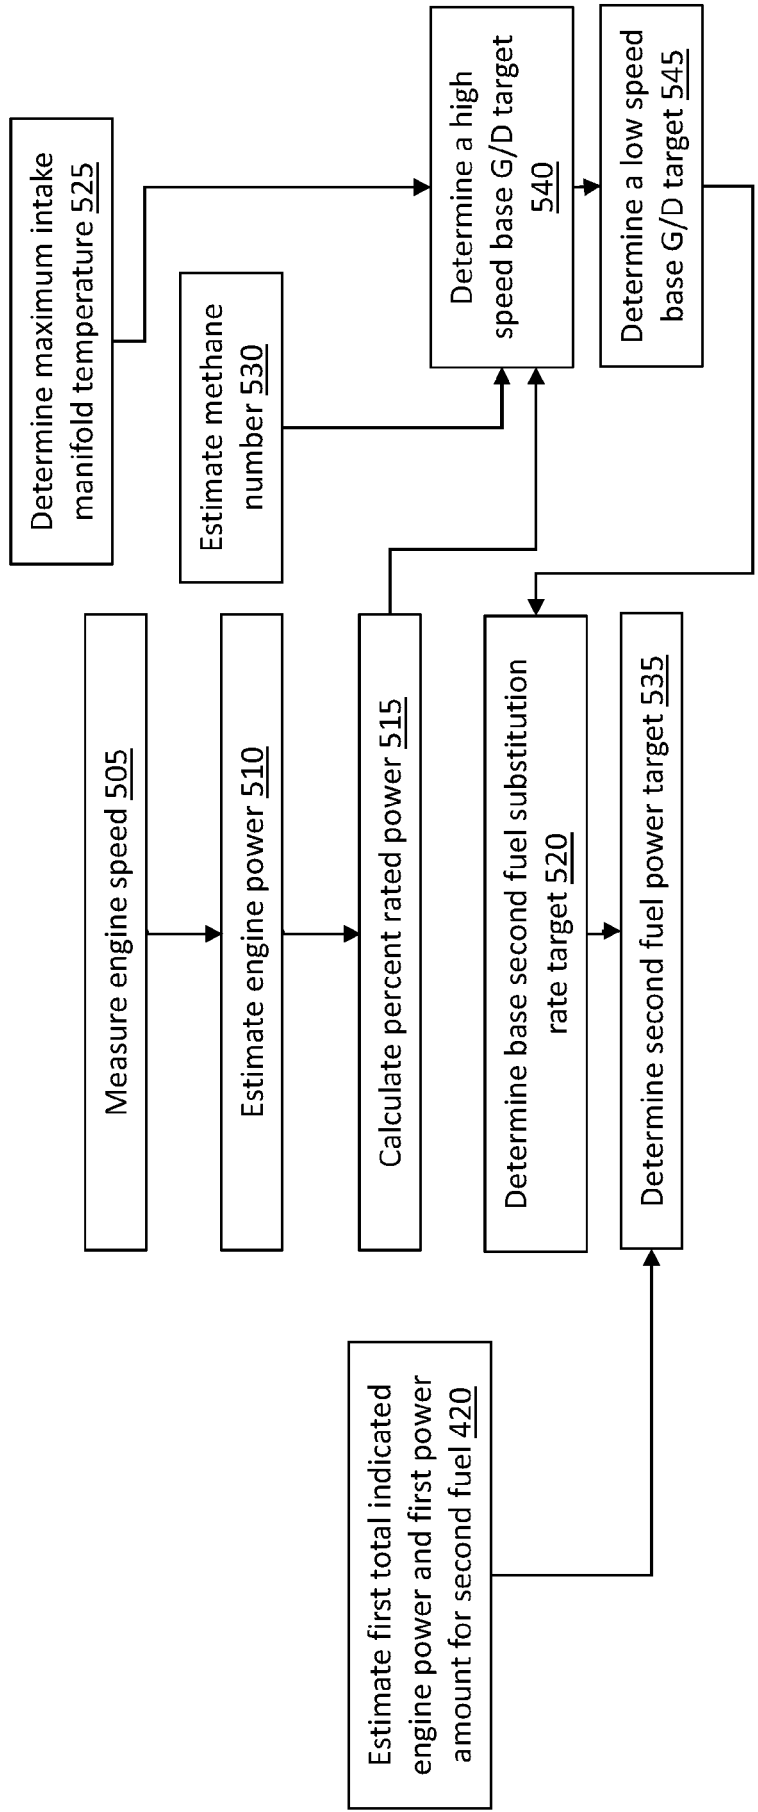 Determine maximum intake
manifold temperature 525
Estimate methane
number 530
Measure engine speed 505
Estimate engine power 510
Calculate percent rated power 515
Determine a high
speed base G/D target
540
Determine a low speed
base G/D target 545
Determine base second fuel substitution
rate target 520
Determine second fuel power target 535
Estimate first total indicated
engine power and first power
amount for second fuel 420